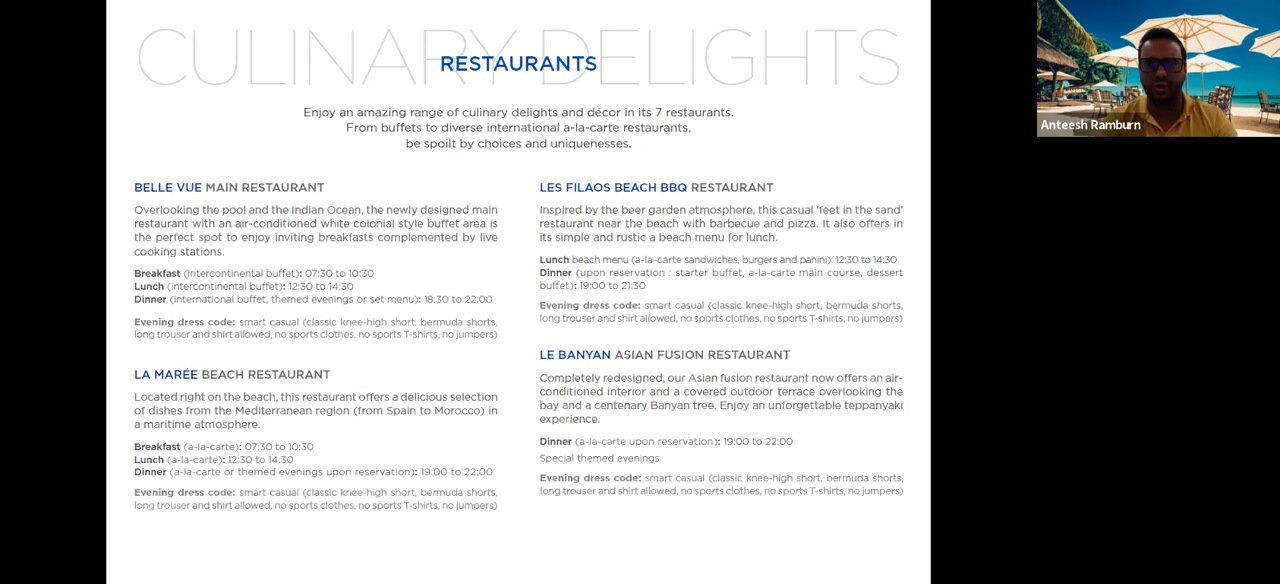 CULINARY DELIGHTS
RESTAURANTS
Enjoy an amazing range of culinary delights and décor in its 7 restaurants.
From buffets to diverse international a-la-carte restaurants,
be spoilt by choices and uniquenesses.
BELLE VUE MAIN RESTAURANT
Overlooking the pool and the Indian Ocean, the newly designed main
restaurant with an air-conditioned white colonial style buffet area is
the perfect spot to enjoy inviting breakfasts complemented by live
cooking stations.
Breakfast (intercontinental buffet): 07:30 to 10:30
Lunch (intercontinental buffet): 12:30 to 14:30
Dinner (international buffet, themed evenings or set menu): 18:30 to 22:00
Evening dress code: smart casual (classic knee-high short, bermuda shorts,
long trouser and shirt allowed, no sports clothes, no sports T-shirts, no jumpers)
LA MARÉE BEACH RESTAURANT
Located right on the beach, this restaurant offers a delicious selection
of dishes from the Mediterranean region (from Spain to Morocco) in
a maritime atmosphere.
Breakfast (a-la-carte): 07:30 to 10:30
Lunch (a-la-carte): 12:30 to 14:30
Dinner (a-la-carte or themed evenings upon reservation): 19:00 to 22:00
Evening dress code: smart casual (classic knee-high short, bermuda shorts,
long trouser and shirt allowed, no sports clothes, no sports T-shirts, no jumpers)
LES FILAOS BEACH BBQ RESTAURANT
Inspired by the beer garden atmosphere, this casual 'feet in the sand'
restaurant near the beach with barbecue and pizza. It also offers in
its simple and rustic a beach menu for lunch.
Lunch beach menu (a-la-carte sandwiches, burgers and panini): 12:30 to 14:30
Dinner (upon reservation : starter buffet, a-la-carte main course, dessert
buffet): 19:00 to 21:30
Evening dress code: smart casual (classic knee-high short, bermuda shorts,
long trouser and shirt allowed, no sports clothes, no sports T-shirts, no jumpers)
LE BANYAN ASIAN FUSION RESTAURANT
Completely redesigned, our Asian fusion restaurant now offers an air-
conditioned interior and a covered outdoor terrace overlooking the
bay and a centenary Banyan tree. Enjoy an unforgettable teppanyaki
experience.
Dinner (a-la-carte upon reservation): 19:00 to 22:00
Special themed evenings
Evening dress code: smart casual (classic knee-high short, bermuda shorts,
long trouser and shirt allowed, no sports clothes, no sports T-shirts, no jumpers)
Anteesh Ramburn